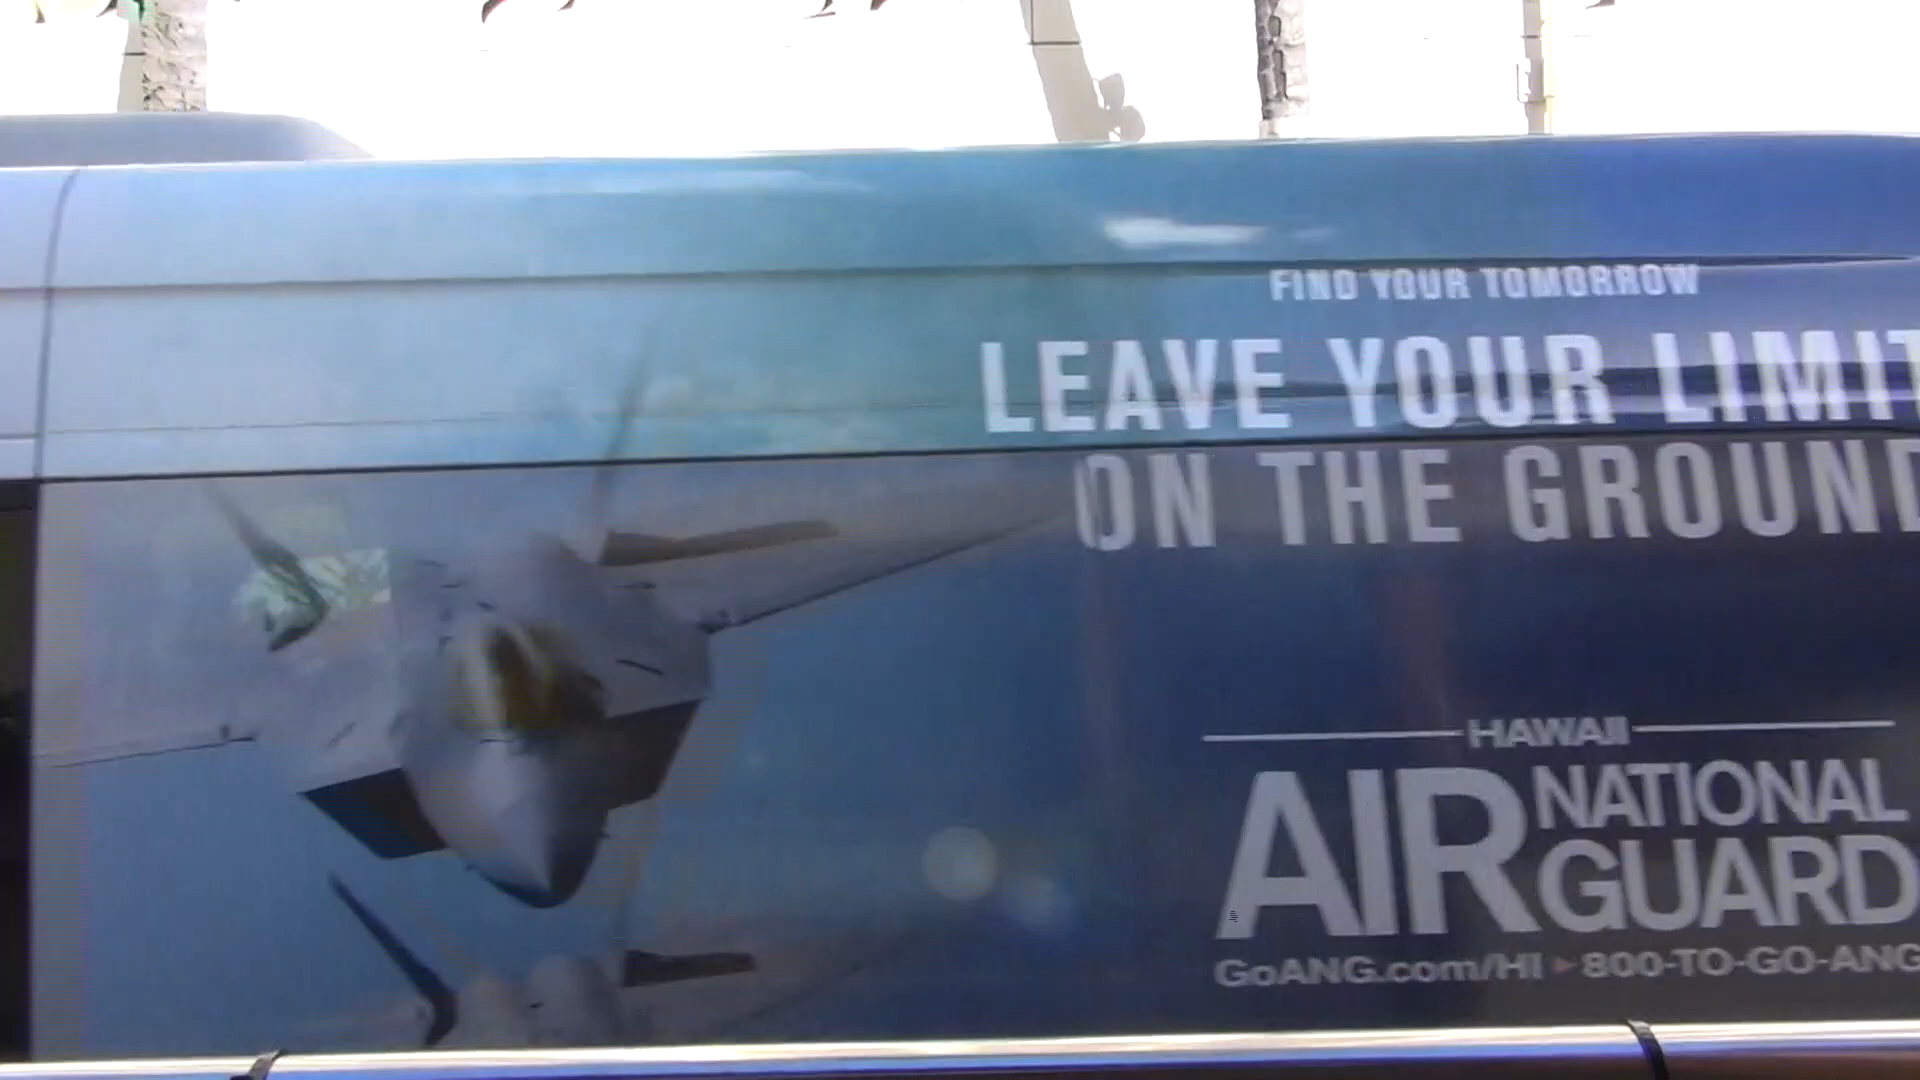 FIND YOUR TOMORROW
LEAVE YOUR LIMIT
ON THE GROUND
HAWAII
AIR NATIONAL
GUARD
GoANG.com/HI ▸ 800-TO-GO-ANG